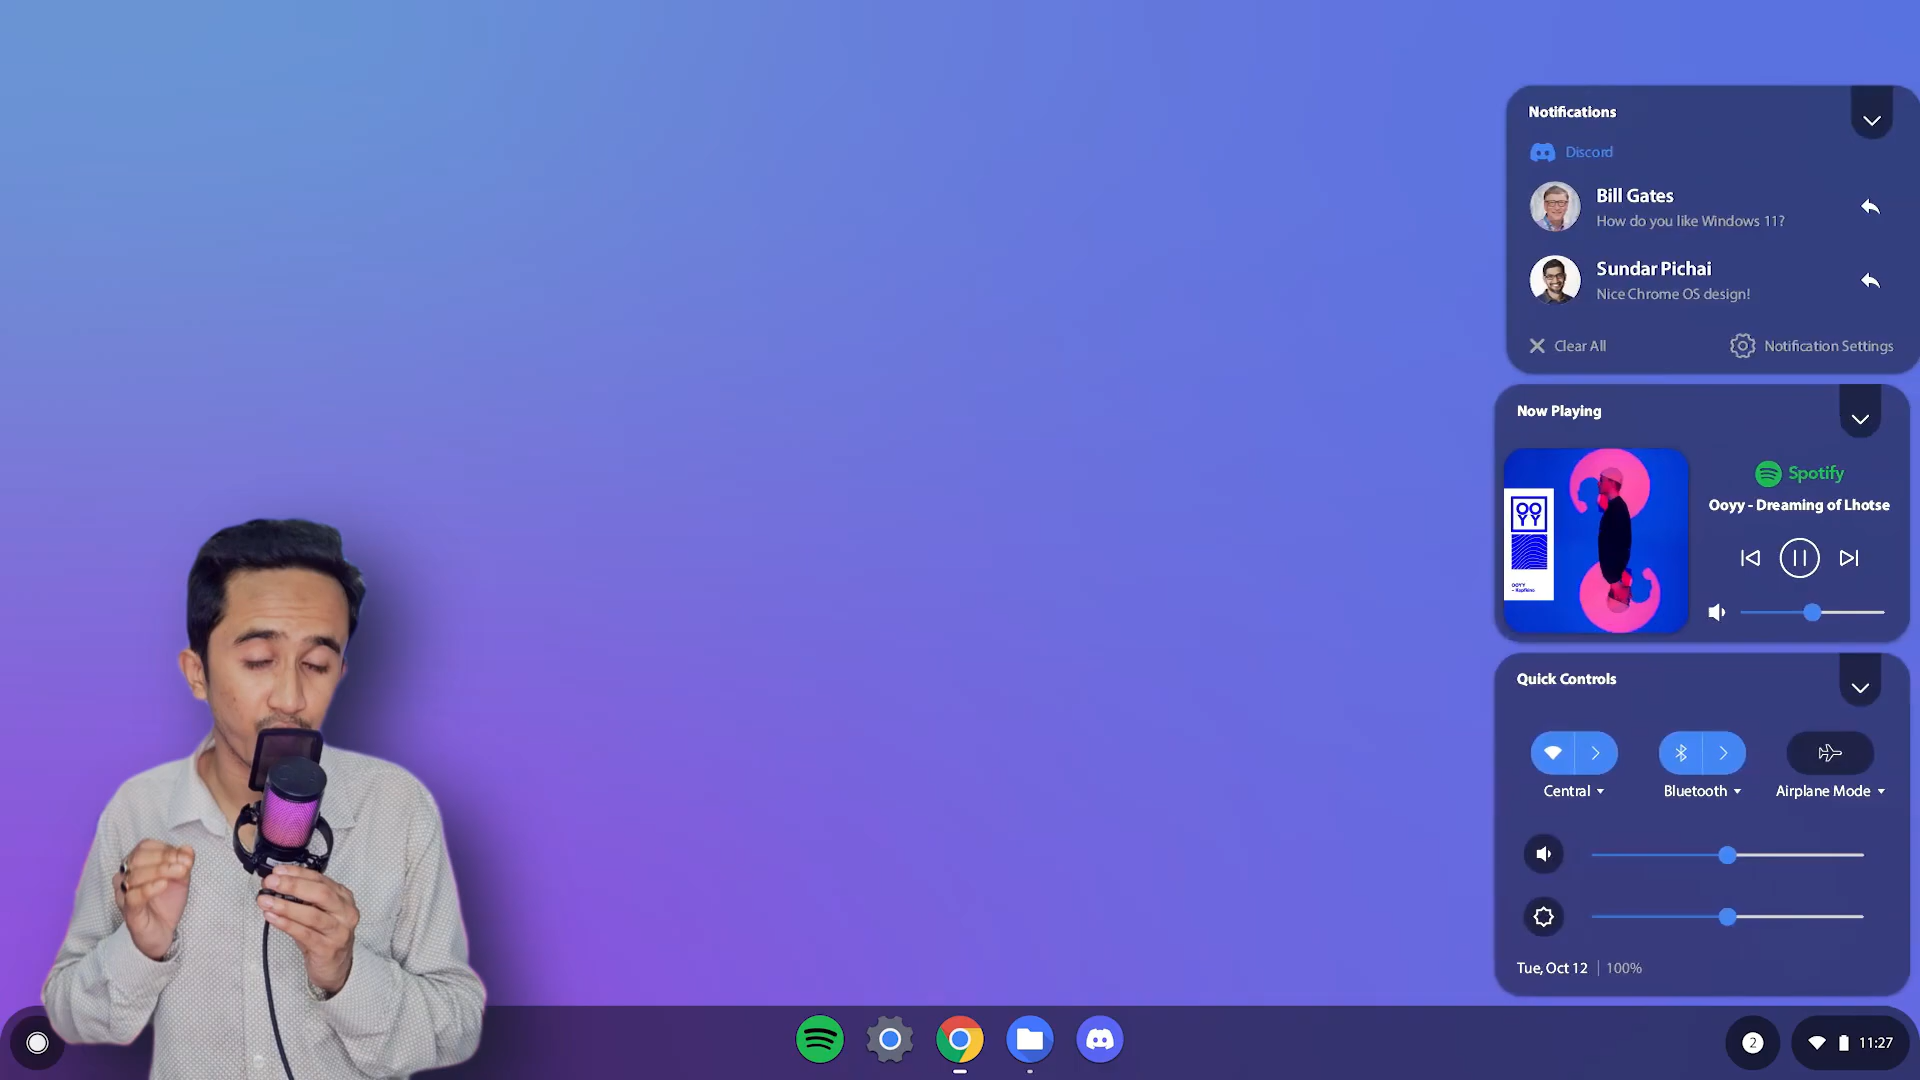 Notifications
Discord
Bill Gates
How do you like Windows 11?
Sundar Pichai
Nice Chrome OS design!
Clear All
Notification Settings
Now Playing
Spotify
Ooyy - Dreaming of Lhotse
Quick Controls
Central
Bluetooth
Airplane Mode
Tue, Oct 12 | 100%
2
11:27